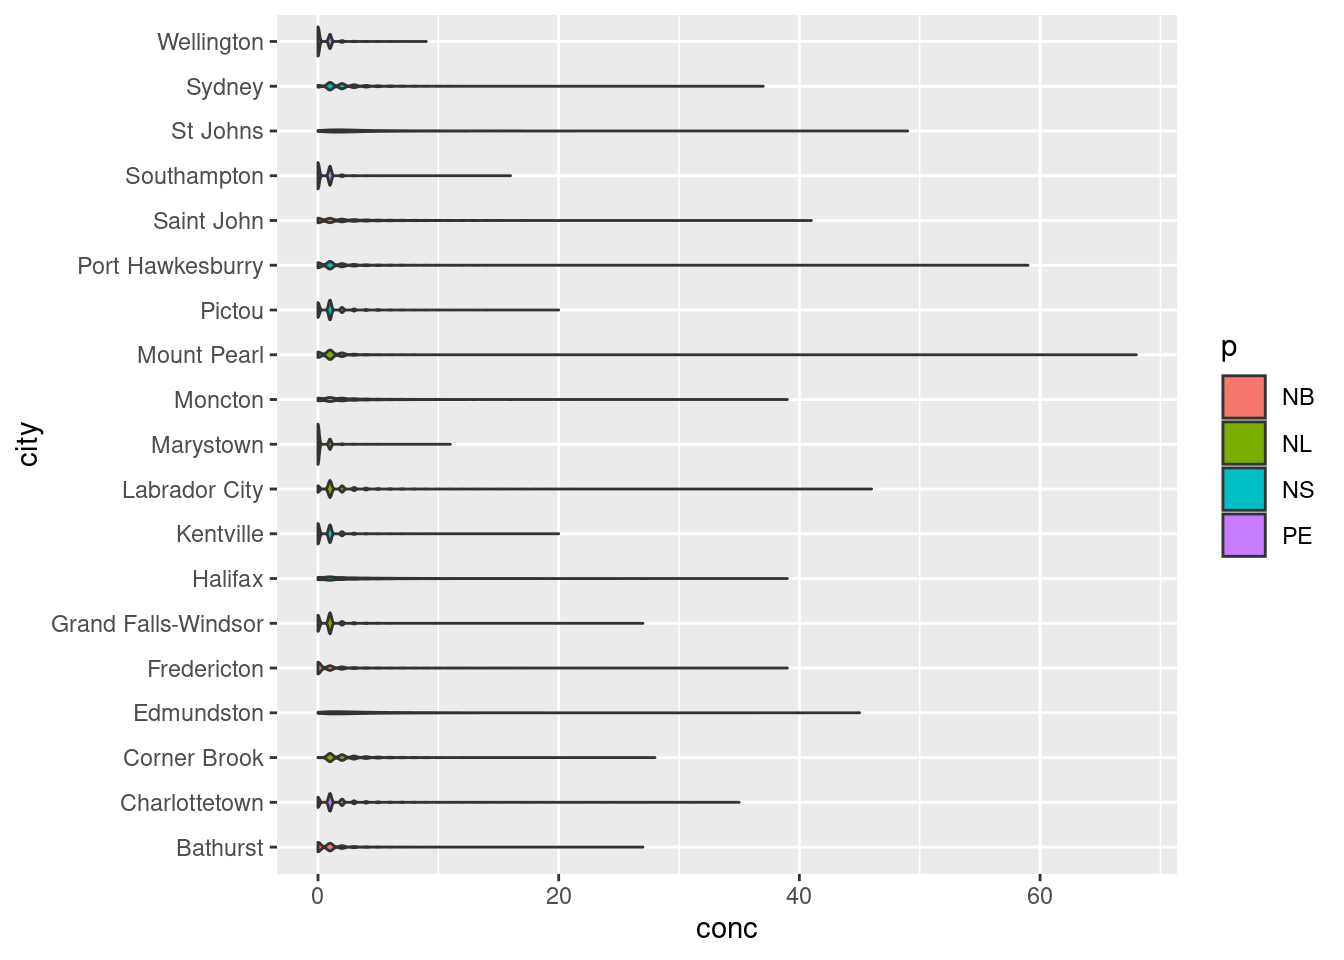 Wellington
Sydney
St Johns
Southampton
Saint John
Port Hawkesburry
Pictou
Mount Pearl
Moncton
Marystown
Labrador City
Kentville
Halifax
Grand Falls-Windsor
Fredericton
Edmundston
Corner Brook
Charlottetown
Bathurst
city
0 20 40 60
conc
p
NB
NL
NS
PE